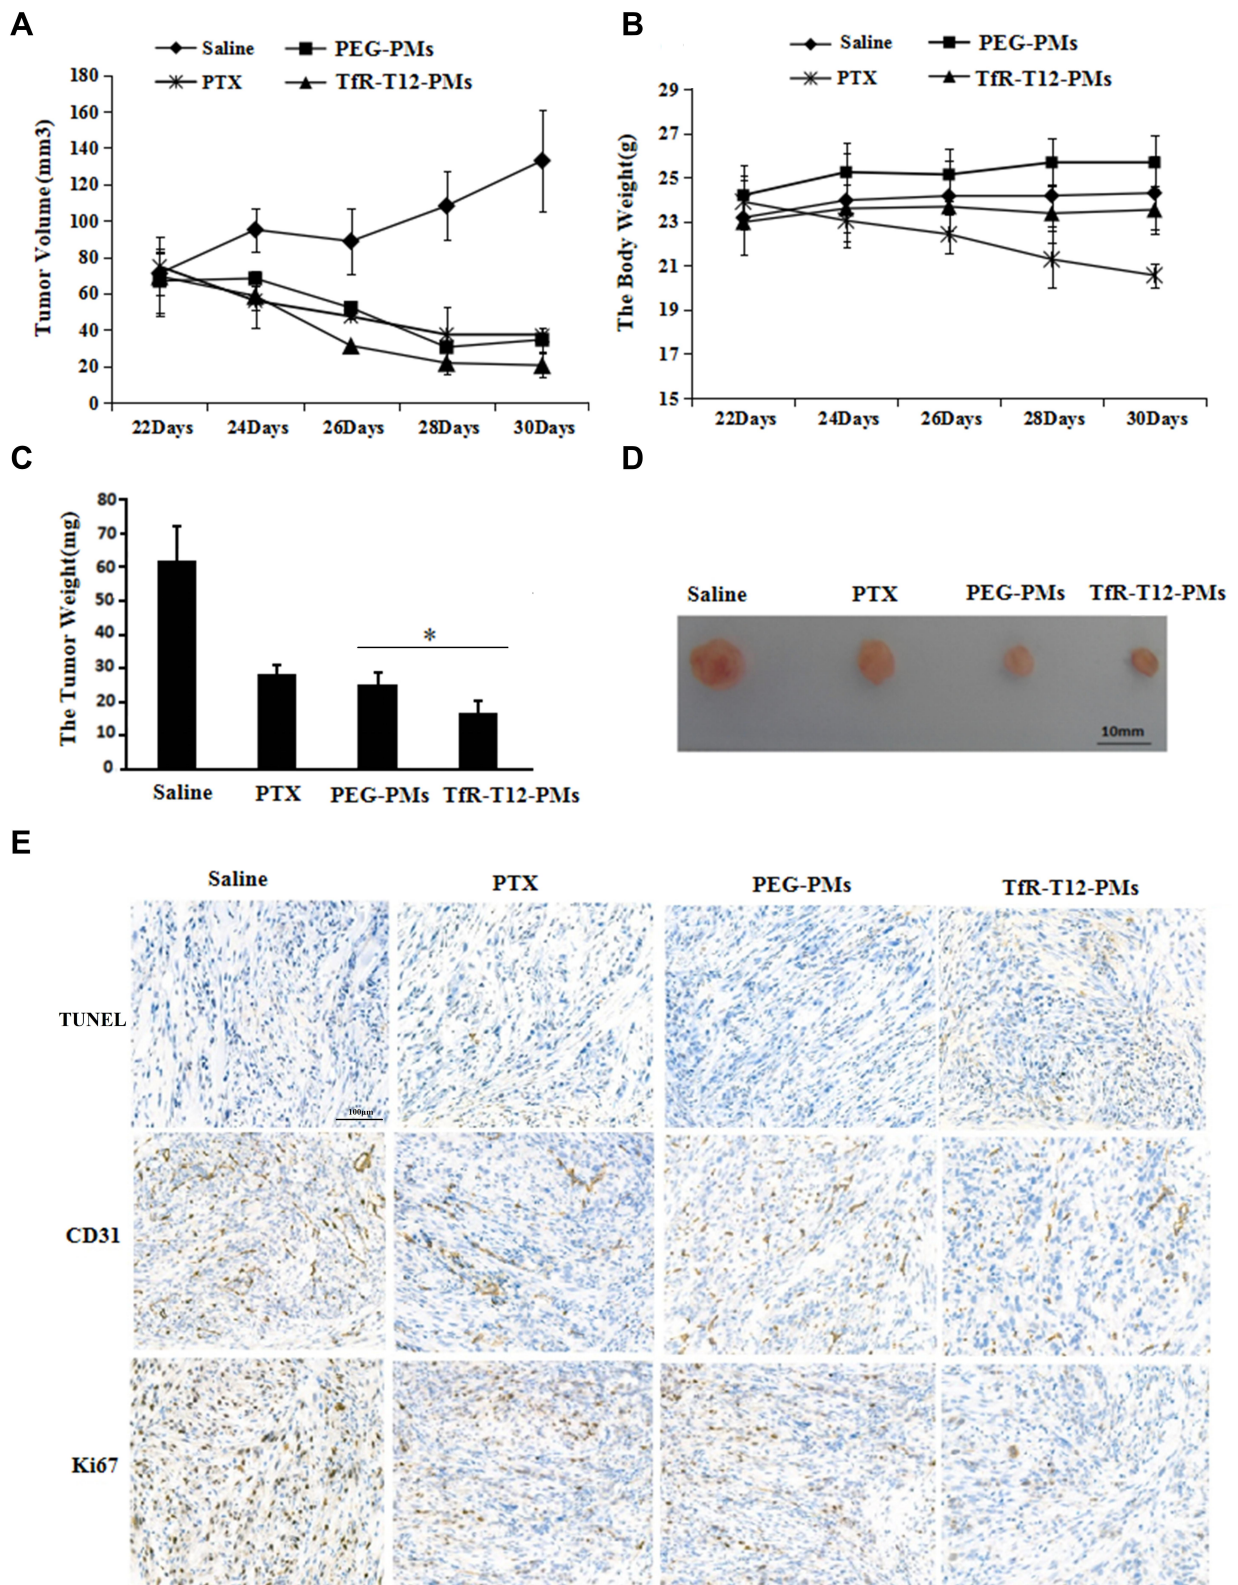 A
Saline PEG-PMs
PTX TfR-T12-PMs
Tumor Volume(mm3)
180
160
140
120
100
80
60
40
20
0
22Days 24Days 26Days 28Days 30Days
B
Saline PEG-PMs
PTX TfR-T12-PMs
The Body Weight(g)
29
27
25
23
21
19
17
15
22Days 24Days 26Days 28Days 30Days
C
The Tumor Weight(mg)
80
70
60
50
40
30
20
10
0
*
Saline PTX PEG-PMs TfR-T12-PMs
D
Saline PTX PEG-PMs TfR-T12-PMs
10mm
E
Saline PTX PEG-PMs TfR-T12-PMs
TUNEL
100μm
CD31
Ki67